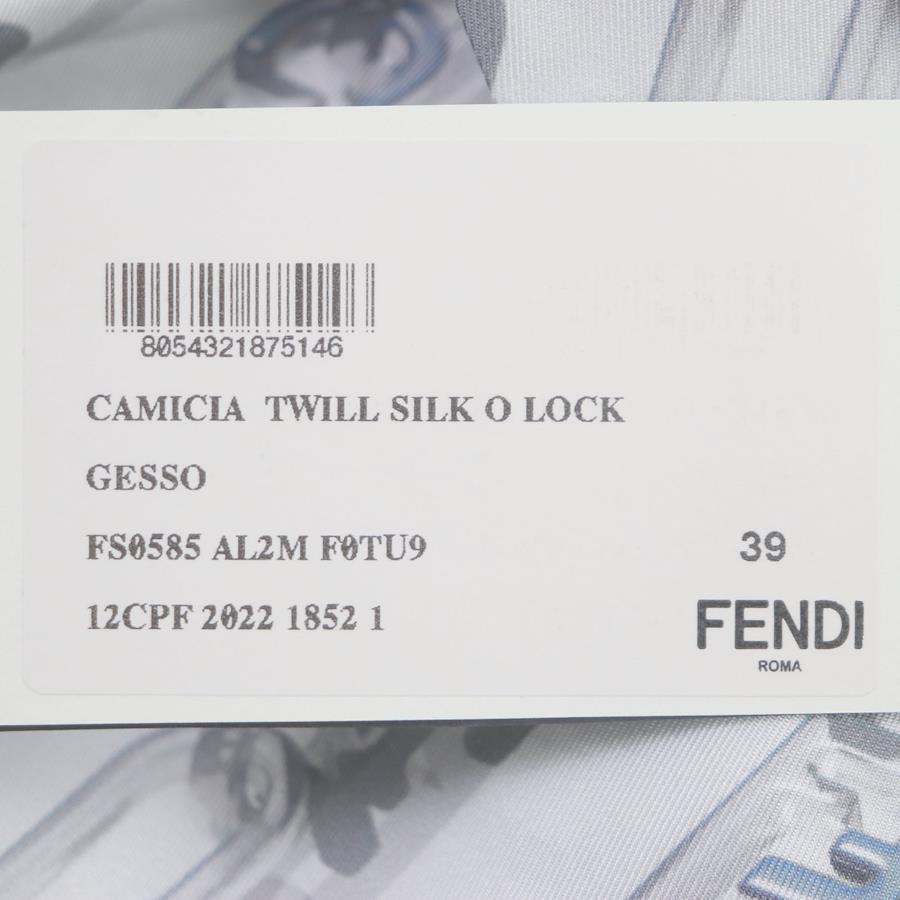 8054321875146
CAMICIA TWILL SILK O LOCK
GESSO
FS0585 AL2M F0TU9
39
12CPF 2022 1852 1
FENDI
ROMA